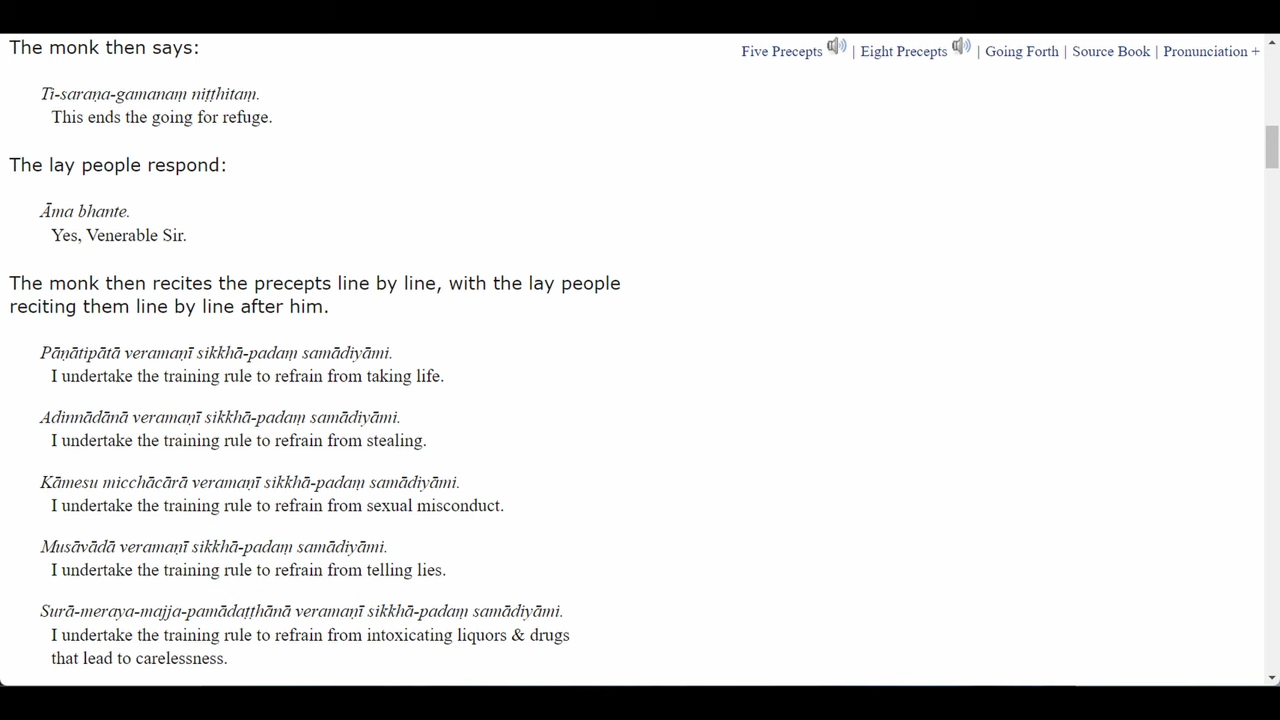 The monk then says:
Five Precepts | Eight Precepts | Going Forth | Source Book | Pronunciation +
Ti-saraṇa-gamanaṃ niṭṭhitaṃ.
This ends the going for refuge.
The lay people respond:
Āma bhante.
Yes, Venerable Sir.
The monk then recites the precepts line by line, with the lay people
reciting them line by line after him.
Pāṇātipātā veramaṇī sikkhā-padaṃ samādiyāmi.
I undertake the training rule to refrain from taking life.
Adinnādānā veramaṇī sikkhā-padaṃ samādiyāmi.
I undertake the training rule to refrain from stealing.
Kāmesu micchācārā veramaṇī sikkhā-padaṃ samādiyāmi.
I undertake the training rule to refrain from sexual misconduct.
Musāvādā veramaṇī sikkhā-padaṃ samādiyāmi.
I undertake the training rule to refrain from telling lies.
Surā-meraya-majja-pamādaṭṭhānā veramaṇī sikkhā-padaṃ samādiyāmi.
I undertake the training rule to refrain from intoxicating liquors & drugs
that lead to carelessness.